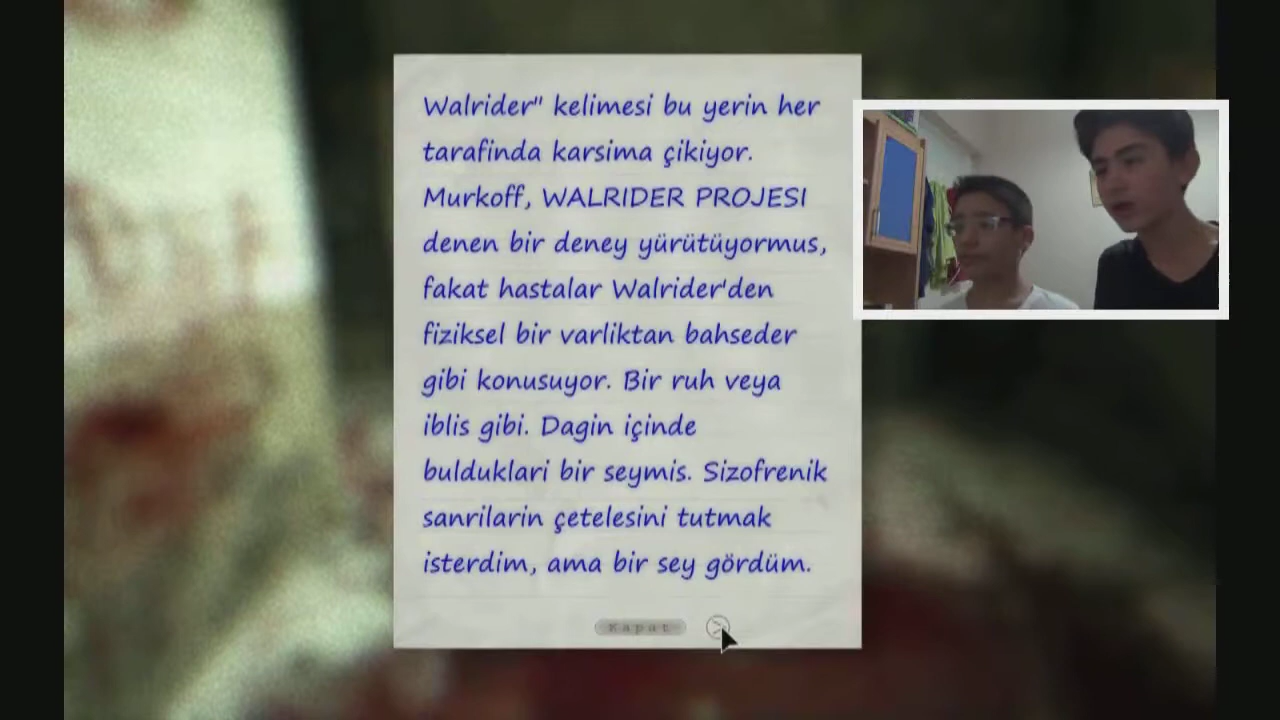 Walrider" kelimesi bu yerin her
tarafinda karsima çikiyor.
Murkoff, WALRIDER PROJESI
denen bir deney yürütüyormus,
fakat hastalar Walrider'den
fiziksel bir varliktan bahseder
gibi konusuyor. Bir ruh veya
iblis gibi. Dagin içinde
bulduklari bir seymis. Sizofrenik
sanrilarin çetelesini tutmak
isterdim, ama bir sey gördüm.
Kapat